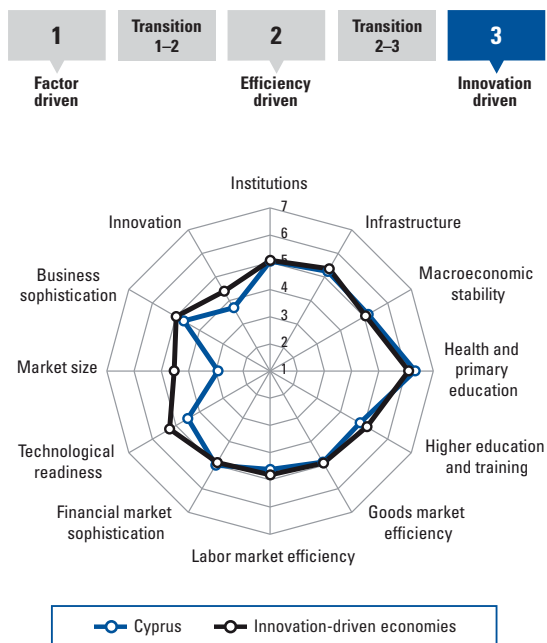 1
Transition
1–2
2
Transition
2–3
3
Factor
driven
Efficiency
driven
Innovation
driven
Institutions
Infrastructure
Macroeconomic
stability
Health and
primary
education
Higher education
and training
Goods market
efficiency
Labor market efficiency
Financial market
sophistication
Technological
readiness
Market size
Business
sophistication
Innovation
7
6
5
4
3
2
1
Cyprus
Innovation-driven economies